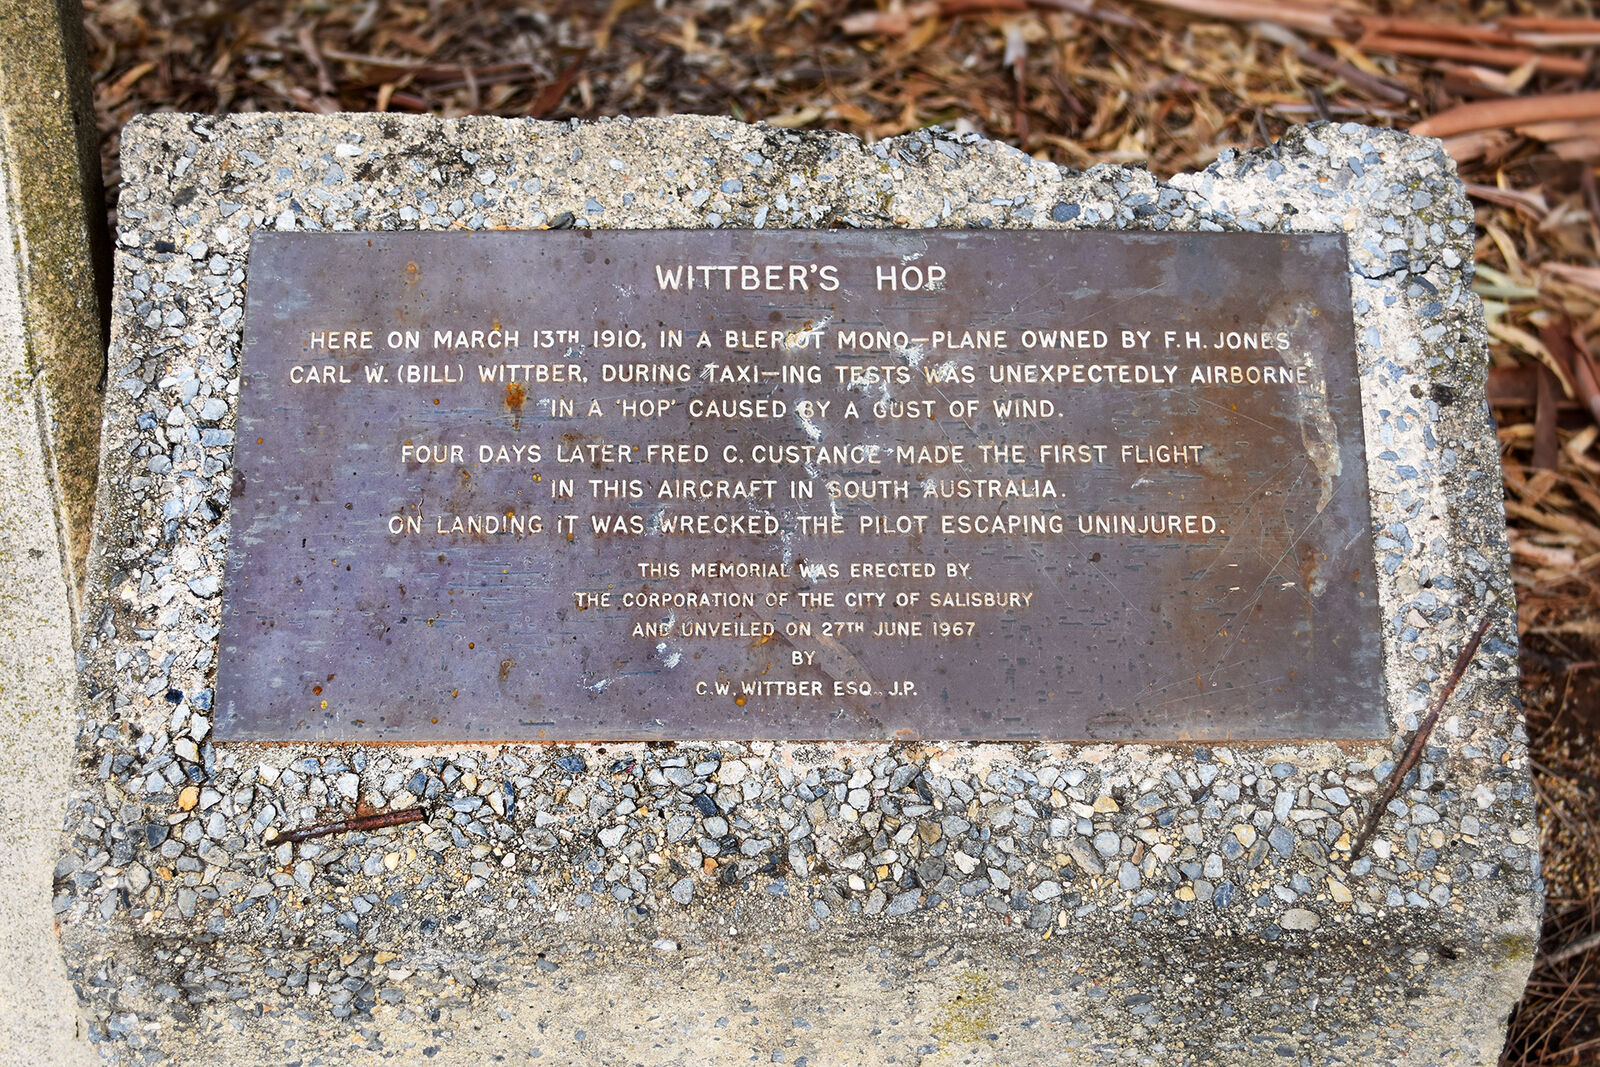 WITTBER'S HOP
HERE ON MARCH 13TH 1910, IN A BLERIOT MONO-PLANE OWNED BY F.H. JONES
CARL W. (BILL) WITTBER, DURING TAXI-ING TESTS WAS UNEXPECTEDLY AIRBORNE
IN A 'HOP' CAUSED BY A GUST OF WIND.
FOUR DAYS LATER FRED C. CUSTANCE MADE THE FIRST FLIGHT
IN THIS AIRCRAFT IN SOUTH AUSTRALIA.
ON LANDING IT WAS WRECKED, THE PILOT ESCAPING UNINJURED.
THIS MEMORIAL WAS ERECTED BY
THE CORPORATION OF THE CITY OF SALISBURY
AND UNVEILED ON 27TH JUNE 1967
BY
C.W. WITTBER ESQ. J.P.